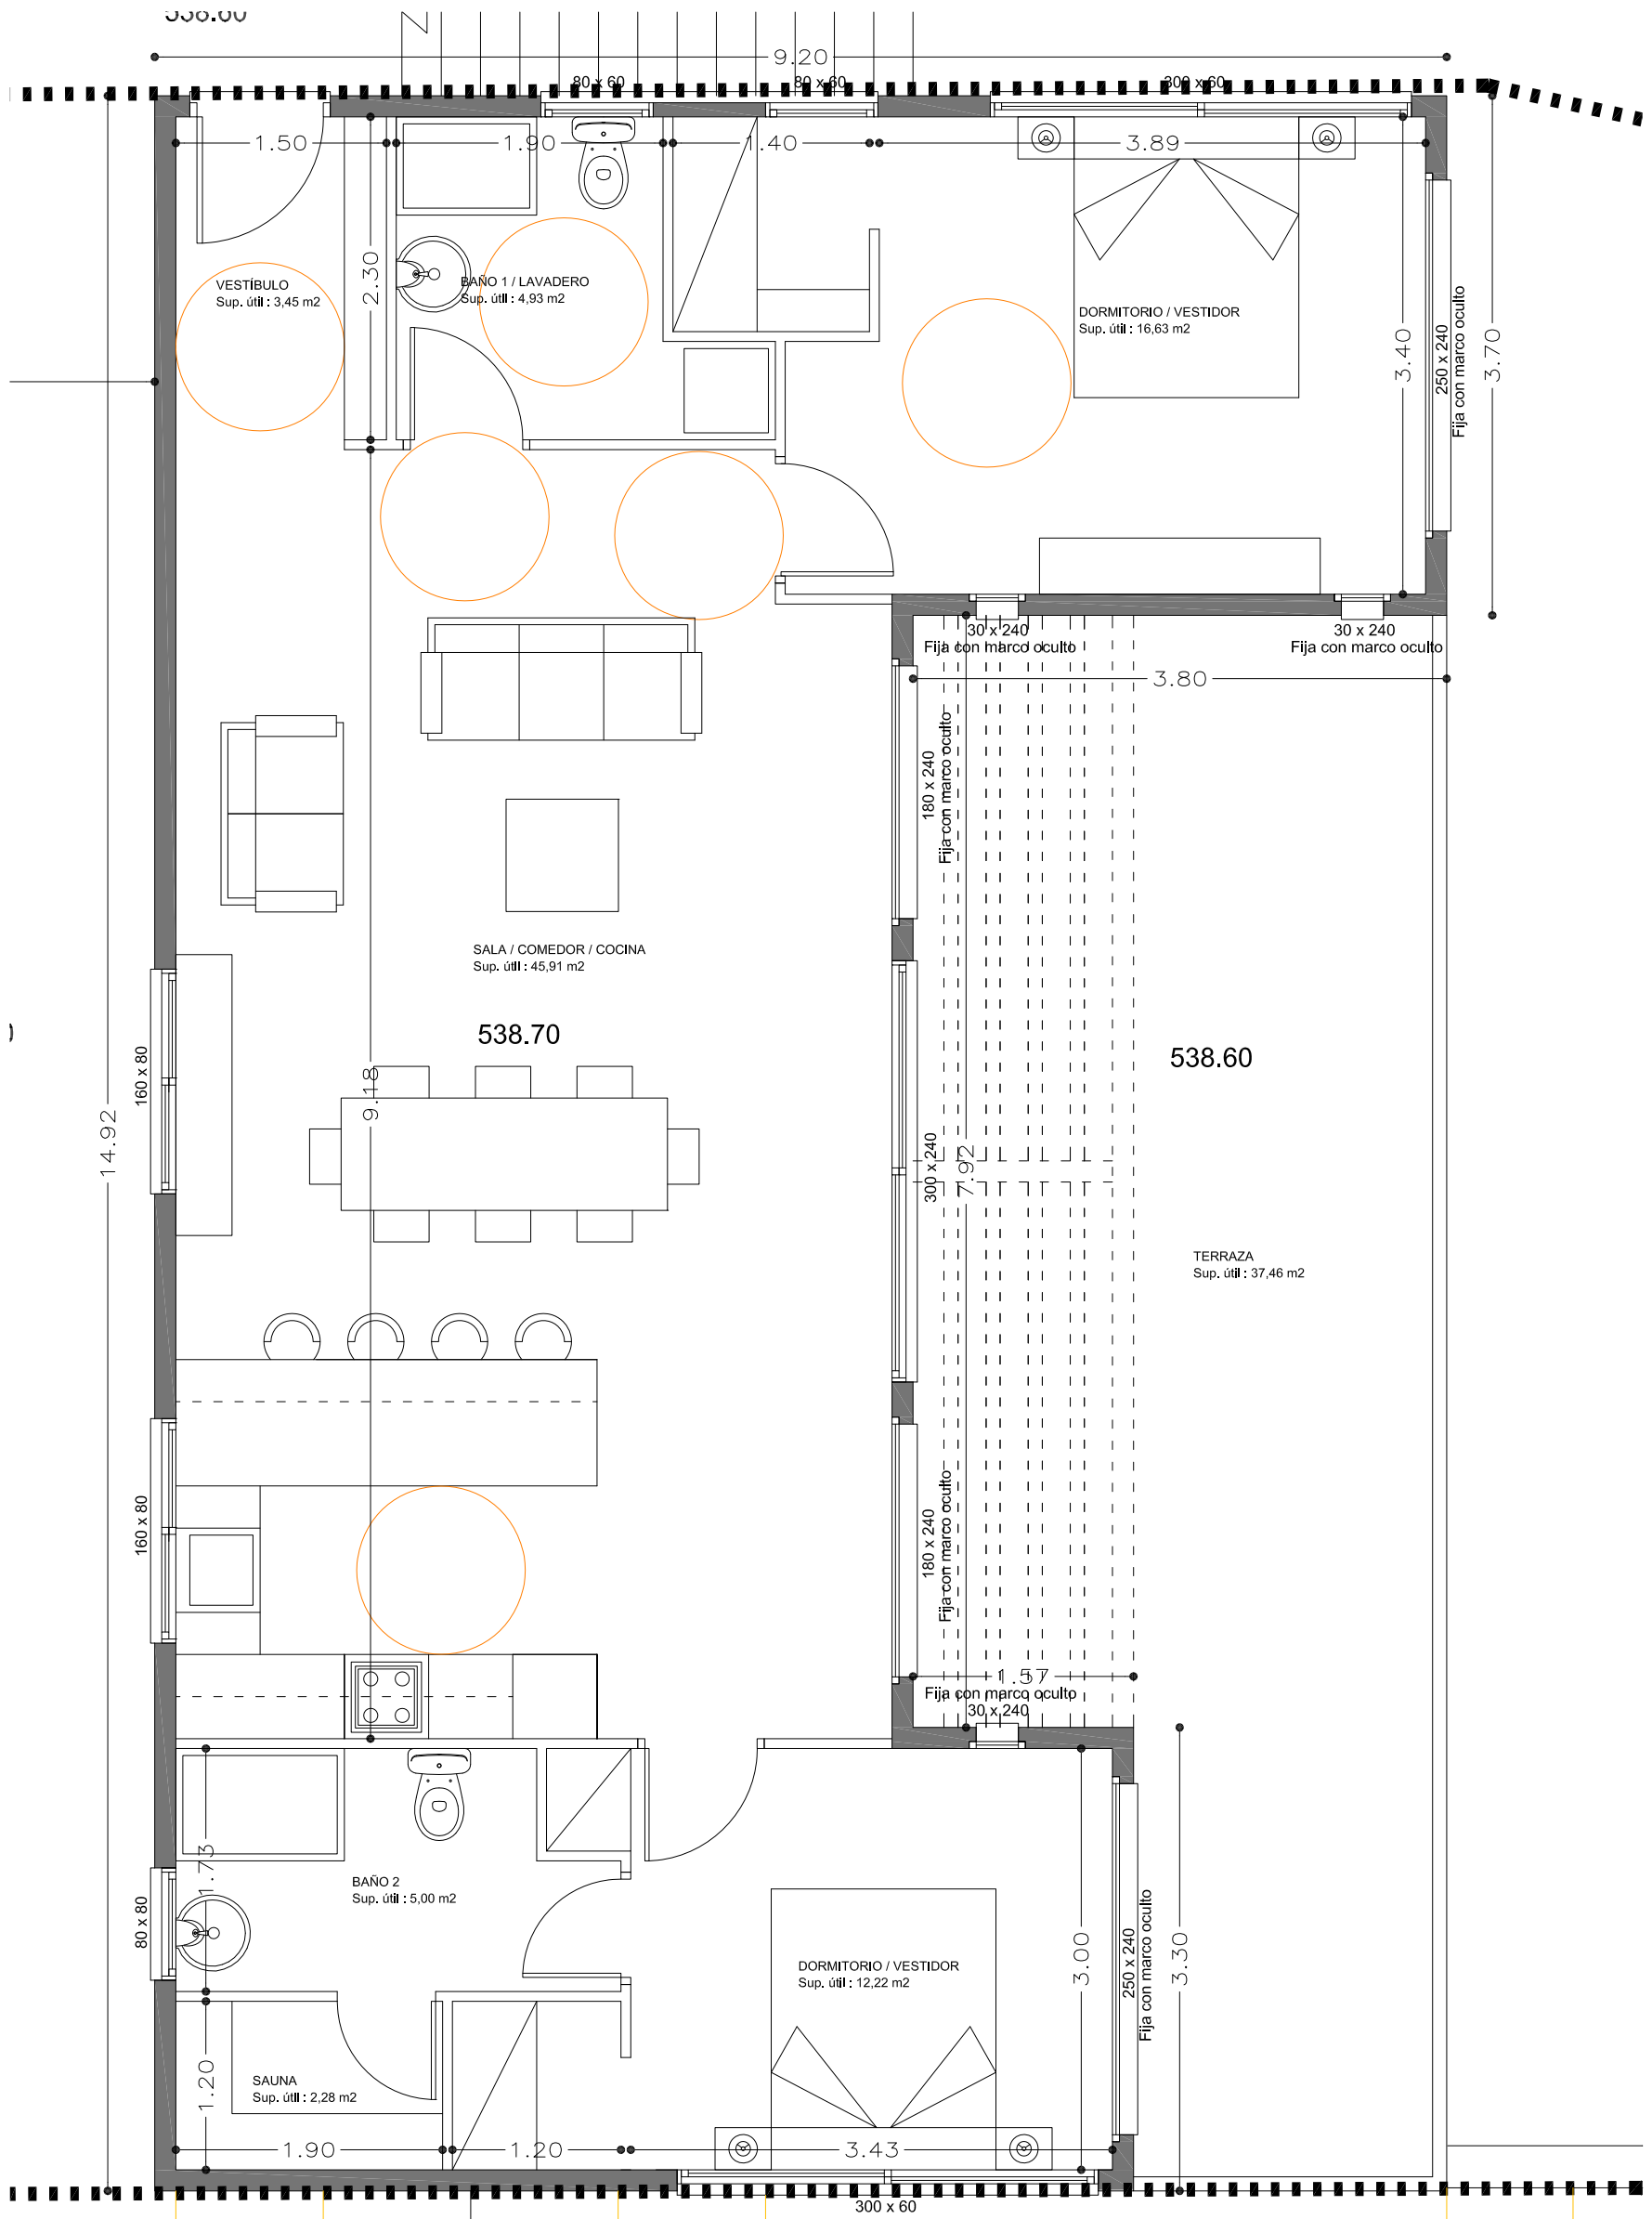 538.60
9.20
80 x 60
80 x 60
300 x 60
1.50
1.90
1.40
3.89
2.30
VESTÍBULO
Sup. útil : 3,45 m2
BAÑO 1 / LAVADERO
Sup. útil : 4,93 m2
DORMITORIO / VESTIDOR
Sup. útil : 16,63 m2
3.40
250 x 240
Fija con marco oculto
3.70
30 x 240
Fija con marco oculto
30 x 240
Fija con marco oculto
3.80
180 x 240
Fija con marco oculto
SALA / COMEDOR / COCINA
Sup. útil : 45,91 m2
538.70
538.60
160 x 80
9.18
14.92
300 x 240
7.92
TERRAZA
Sup. útil : 37,46 m2
160 x 80
180 x 240
Fija con marco oculto
1.57
Fija con marco oculto
30 x 240
1.73
BAÑO 2
Sup. útil : 5,00 m2
80 x 80
DORMITORIO / VESTIDOR
Sup. útil : 12,22 m2
3.00
250 x 240
Fija con marco oculto
3.30
SAUNA
Sup. útil : 2,28 m2
1.20
1.90
1.20
3.43
300 x 60